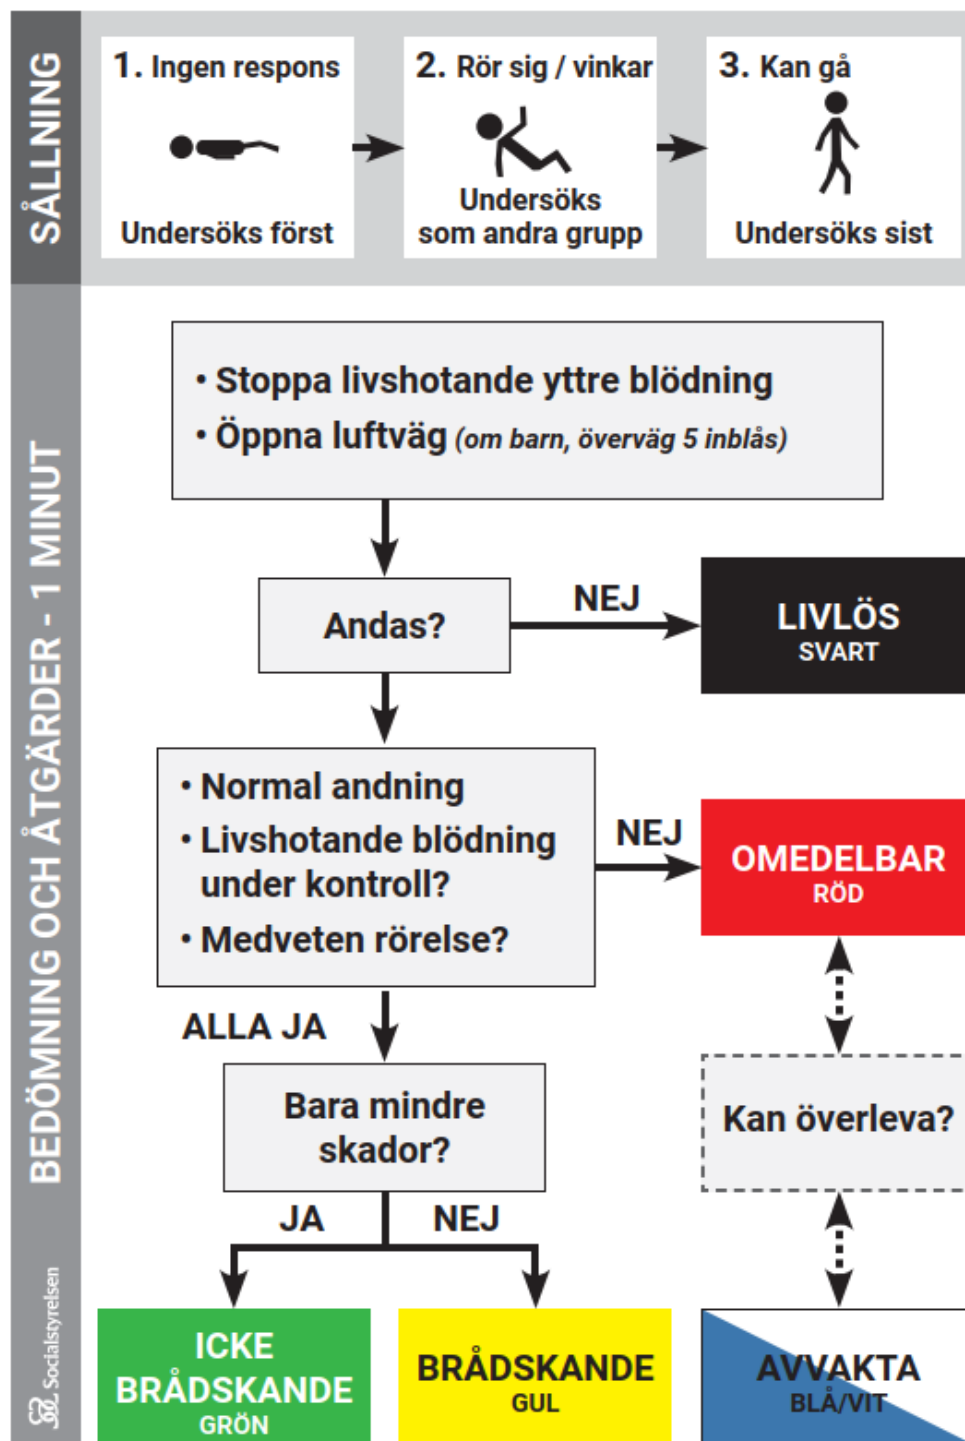 SÅLLNING
1. Ingen respons
Undersöks först
2. Rör sig / vinkar
Undersöks
som andra grupp
3. Kan gå
Undersöks sist
BEDÖMNING OCH ÅTGÄRDER - 1 MINUT
• Stoppa livshotande yttre blödning
• Öppna luftväg (om barn, överväg 5 inblås)
Andas?
NEJ
LIVLÖS
SVART
• Normal andning
• Livshotande blödning
under kontroll?
• Medveten rörelse?
NEJ
OMEDELBAR
RÖD
ALLA JA
Bara mindre
skador?
Kan överleva?
JA
NEJ
ICKE
BRÅDSKANDE
GRÖN
BRÅDSKANDE
GUL
AVVAKTA
BLÅ/VIT
Socialstyrelsen